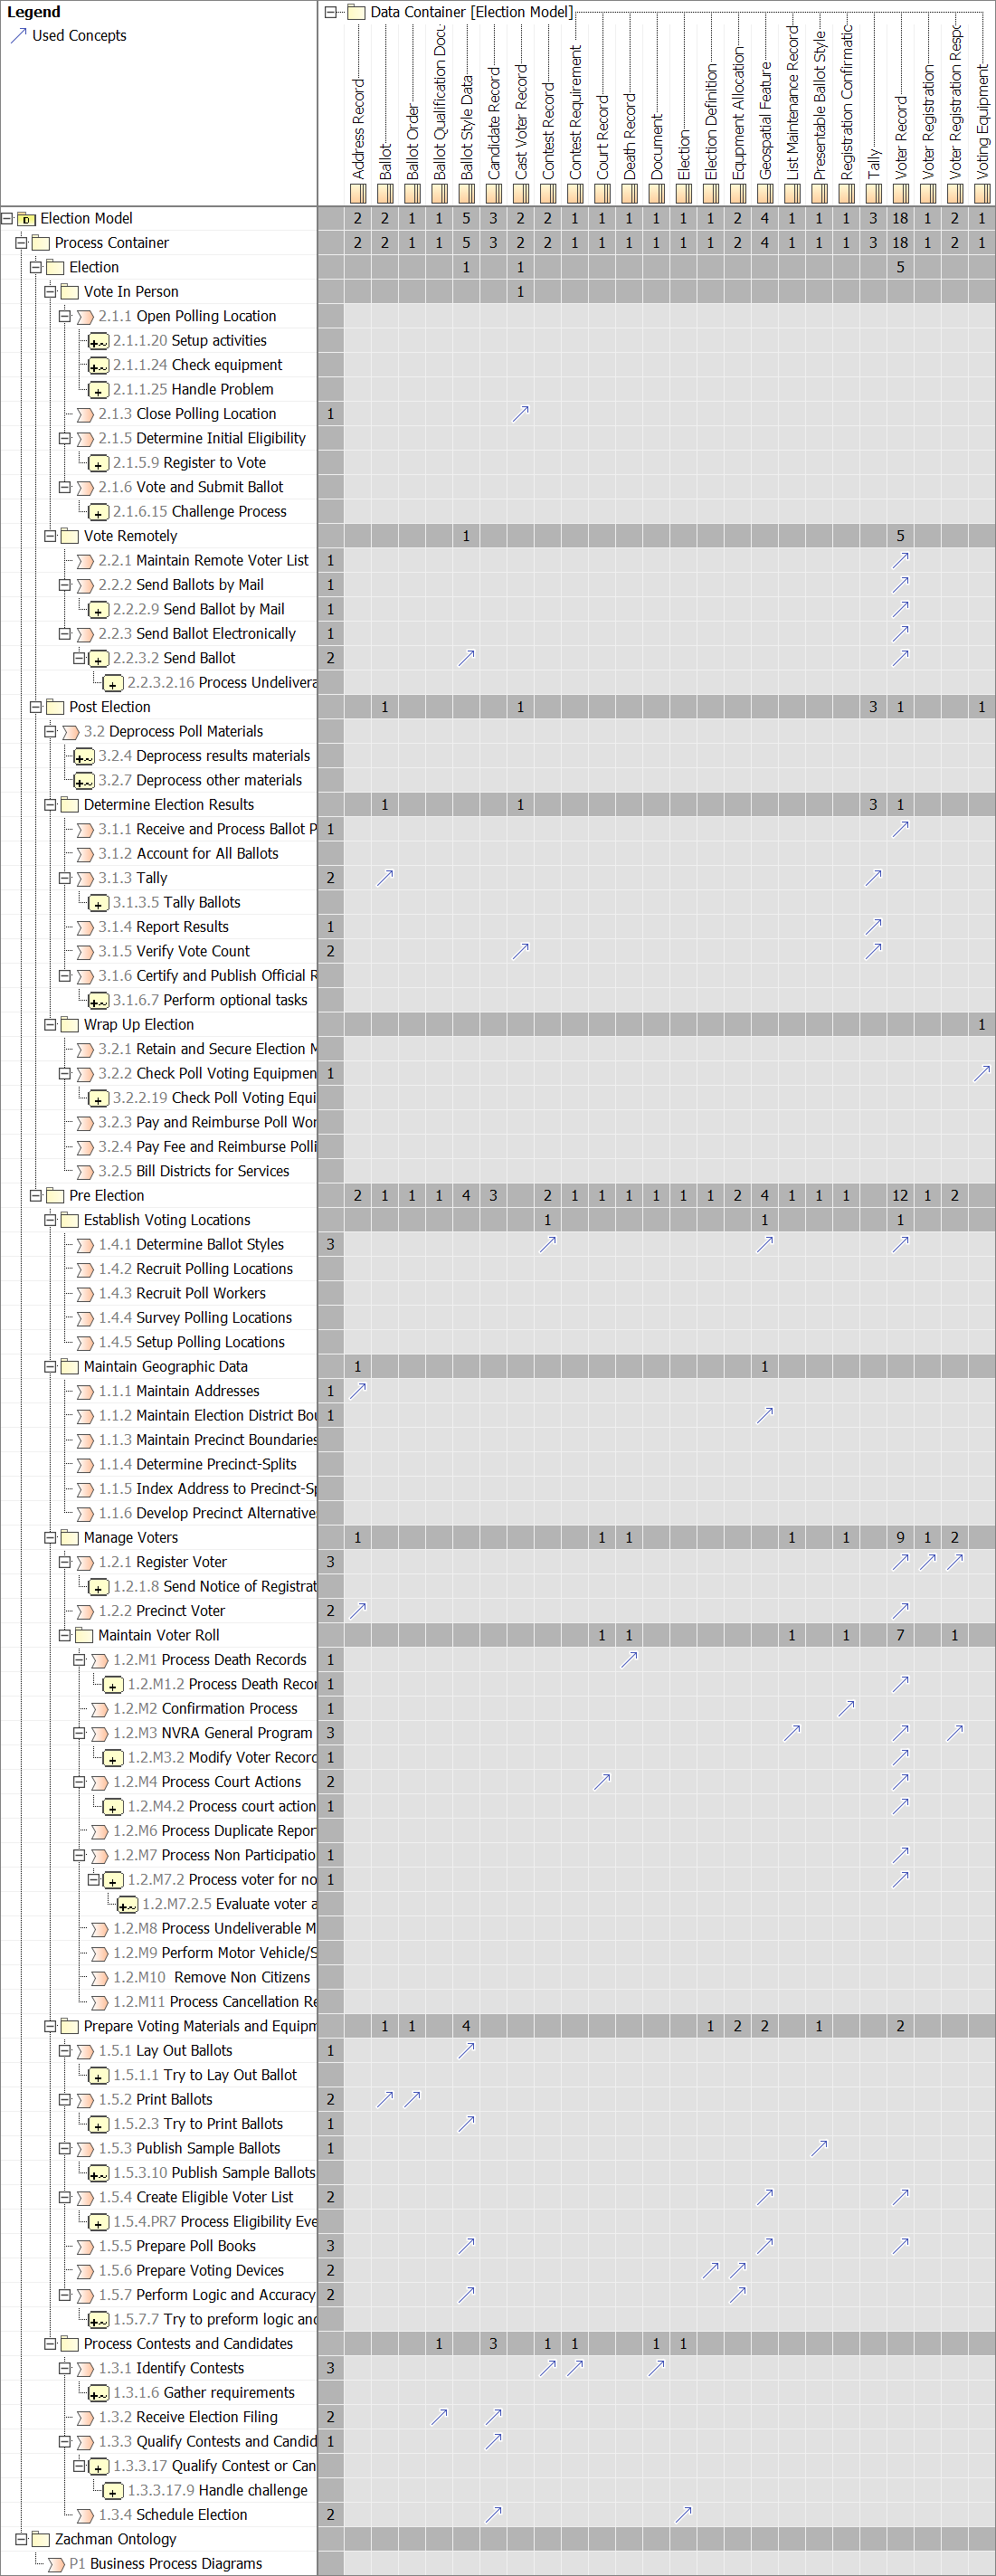 Legend
Used Concepts
Data Container [Election Model]
Address Record
Ballot
Ballot Order
Ballot Qualification Docu
Ballot Style Data
Candidate Record
Cast Voter Record
Contest Record
Contest Requirement
Court Record
Death Record
Document
Election
Election Definition
Equpment Allocation
Geospatial Feature
List Maintenance Record
Presentable Ballot Style
Registration Confirmatic
Tally
Voter Record
Voter Registration
Voter Registration Respo
Voting Equipment
Election Model 2 2 1 1 5 3 2 2 1 1 1 1 1 1 2 4 1 1 1 3 18 1 2 1
Process Container 2 2 1 1 5 3 2 2 1 1 1 1 1 1 2 4 1 1 1 3 18 1 2 1
Election 1 1 5
Vote In Person 1
2.1.1 Open Polling Location
2.1.1.20 Setup activities
2.1.1.24 Check equipment
2.1.1.25 Handle Problem
2.1.3 Close Polling Location 1
2.1.5 Determine Initial Eligibility
2.1.5.9 Register to Vote
2.1.6 Vote and Submit Ballot
2.1.6.15 Challenge Process
Vote Remotely 1 5
2.2.1 Maintain Remote Voter List 1
2.2.2 Send Ballots by Mail 1
2.2.2.9 Send Ballot by Mail 1
2.2.3 Send Ballot Electronically 1
2.2.3.2 Send Ballot 2
2.2.3.2.16 Process Undelivera
Post Election 1 1 3 1 1
3.2 Deprocess Poll Materials
3.2.4 Deprocess results materials
3.2.7 Deprocess other materials
Determine Election Results 1 1 3 1
3.1.1 Receive and Process Ballot P 1
3.1.2 Account for All Ballots
3.1.3 Tally 2
3.1.3.5 Tally Ballots
3.1.4 Report Results 1
3.1.5 Verify Vote Count 2
3.1.6 Certify and Publish Official R
3.1.6.7 Perform optional tasks
Wrap Up Election 1
3.2.1 Retain and Secure Election M
3.2.2 Check Poll Voting Equipmen 1
3.2.2.19 Check Poll Voting Equi
3.2.3 Pay and Reimburse Poll Wor
3.2.4 Pay Fee and Reimburse Polli
3.2.5 Bill Districts for Services
Pre Election 2 1 1 1 4 3 2 1 1 1 1 1 1 2 4 1 1 1 12 1 2
Establish Voting Locations 1 1 1
1.4.1 Determine Ballot Styles 3
1.4.2 Recruit Polling Locations
1.4.3 Recruit Poll Workers
1.4.4 Survey Polling Locations
1.4.5 Setup Polling Locations
Maintain Geographic Data 1 1
1.1.1 Maintain Addresses 1
1.1.2 Maintain Election District Bou 1
1.1.3 Maintain Precinct Boundaries
1.1.4 Determine Precinct-Splits
1.1.5 Index Address to Precinct-Sp
1.1.6 Develop Precinct Alternative
Manage Voters 1 1 1 1 1 9 1 2
1.2.1 Register Voter 3
1.2.1.8 Send Notice of Registrat
1.2.2 Precinct Voter 2
Maintain Voter Roll 1 1 1 1 7 1
1.2.M1 Process Death Records 1
1.2.M1.2 Process Death Recor 1
1.2.M2 Confirmation Process 1
1.2.M3 NVRA General Program 3
1.2.M3.2 Modify Voter Record 1
1.2.M4 Process Court Actions 2
1.2.M4.2 Process court action 1
1.2.M6 Process Duplicate Repor
1.2.M7 Process Non Participatio 1
1.2.M7.2 Process voter for no 1
1.2.M7.2.5 Evaluate voter a
1.2.M8 Process Undeliverable M
1.2.M9 Perform Motor Vehicle/S
1.2.M10 Remove Non Citizens
1.2.M11 Process Cancellation Re
Prepare Voting Materials and Equipm 1 1 4 1 2 2 1 2
1.5.1 Lay Out Ballots 1
1.5.1.1 Try to Lay Out Ballot
1.5.2 Print Ballots 2
1.5.2.3 Try to Print Ballots 1
1.5.3 Publish Sample Ballots 1
1.5.3.10 Publish Sample Ballots
1.5.4 Create Eligible Voter List 2
1.5.4.PR7 Process Eligibility Eve
1.5.5 Prepare Poll Books 3
1.5.6 Prepare Voting Devices 2
1.5.7 Perform Logic and Accuracy 2
1.5.7.7 Try to preform logic and
Process Contests and Candidates 1 3 1 1 1 1
1.3.1 Identify Contests 3
1.3.1.6 Gather requirements
1.3.2 Receive Election Filing 2
1.3.3 Qualify Contests and Candid 1
1.3.3.17 Qualify Contest or Can
1.3.3.17.9 Handle challenge
1.3.4 Schedule Election 2
Zachman Ontology
P1 Business Process Diagrams